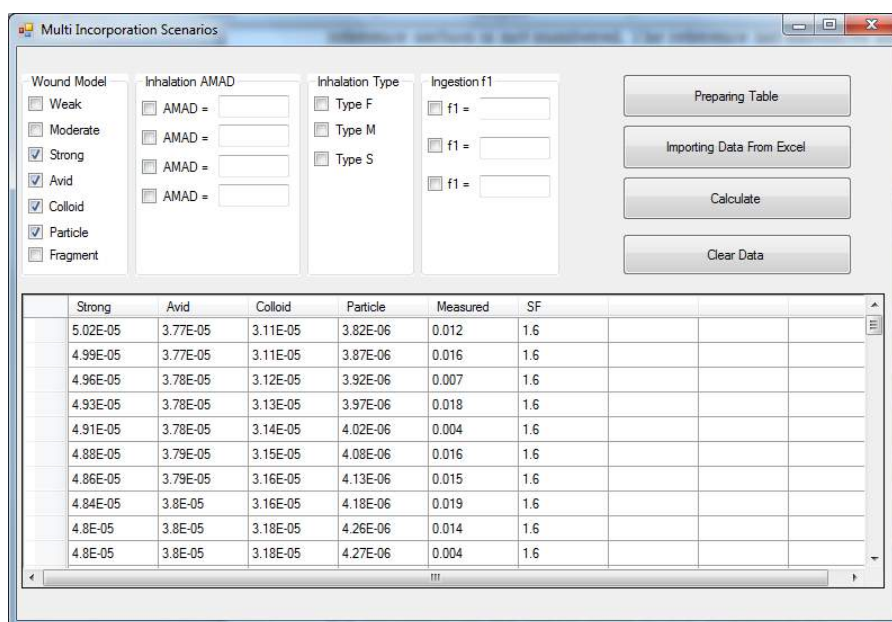 Multi Incorporation Scenarios
Wound Model
Weak
Moderate
Strong
Avid
Colloid
Particle
Fragment
Inhalation AMAD
AMAD =
AMAD =
AMAD =
AMAD =
Inhalation Type
Type F
Type M
Type S
Ingestion f1
f1 =
f1 =
f1 =
Preparing Table
Importing Data From Excel
Calculate
Clear Data
Strong Avid Colloid Particle Measured SF
5.02E-05 3.77E-05 3.11E-05 3.82E-06 0.012 1.6
4.99E-05 3.77E-05 3.11E-05 3.87E-06 0.016 1.6
4.96E-05 3.78E-05 3.12E-05 3.92E-06 0.007 1.6
4.93E-05 3.78E-05 3.13E-05 3.97E-06 0.018 1.6
4.91E-05 3.78E-05 3.14E-05 4.02E-06 0.004 1.6
4.88E-05 3.79E-05 3.15E-05 4.08E-06 0.016 1.6
4.86E-05 3.79E-05 3.16E-05 4.13E-06 0.015 1.6
4.84E-05 3.8E-05 3.16E-05 4.18E-06 0.019 1.6
4.8E-05 3.8E-05 3.18E-05 4.26E-06 0.014 1.6
4.8E-05 3.8E-05 3.18E-05 4.27E-06 0.004 1.6